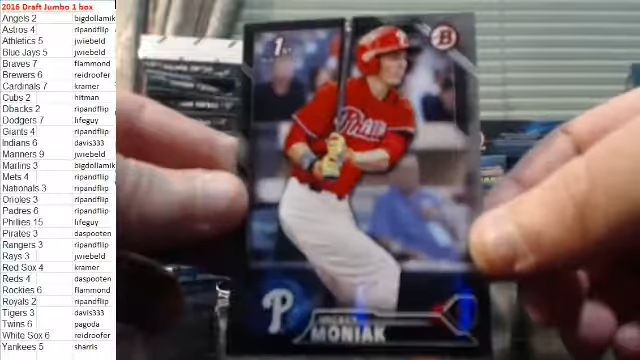 2016 Draft Jumbo 1 box
Angels 2 bigdollamik
Astros 4 ripandflip
Athletics 5 jwiebeld
Blue Jays 5 jwiebeld
Braves 7 flammond
Brewers 6 reidroofer
Cardinals 7 kramer
Cubs 2 hitman
Dbacks 2 ripandflip
Dodgers 7 lifeguy
Giants 4 ripandflip
Indians 6 davis333
Manners 9 jwiebeld
Marlins 3 bigdollamik
Mets 4 ripandflip
Nationals 3 ripandflip
Orioles 3 ripandflip
Padres 6 ripandflip
Phillies 15 lifeguy
Pirates 3 daspooten
Rangers 3 ripandflip
Rays 3 jwiebeld
Red Sox 4 kramer
Reds 4 daspooten
Rockies 6 flammond
Royals 2 ripandflip
Tigers 3 davis333
Twins 6 pagoda
White Sox 6 reidroofer
Yankees 5 sharris
1st
B
Phillies
P
MICKEY
MONIAK